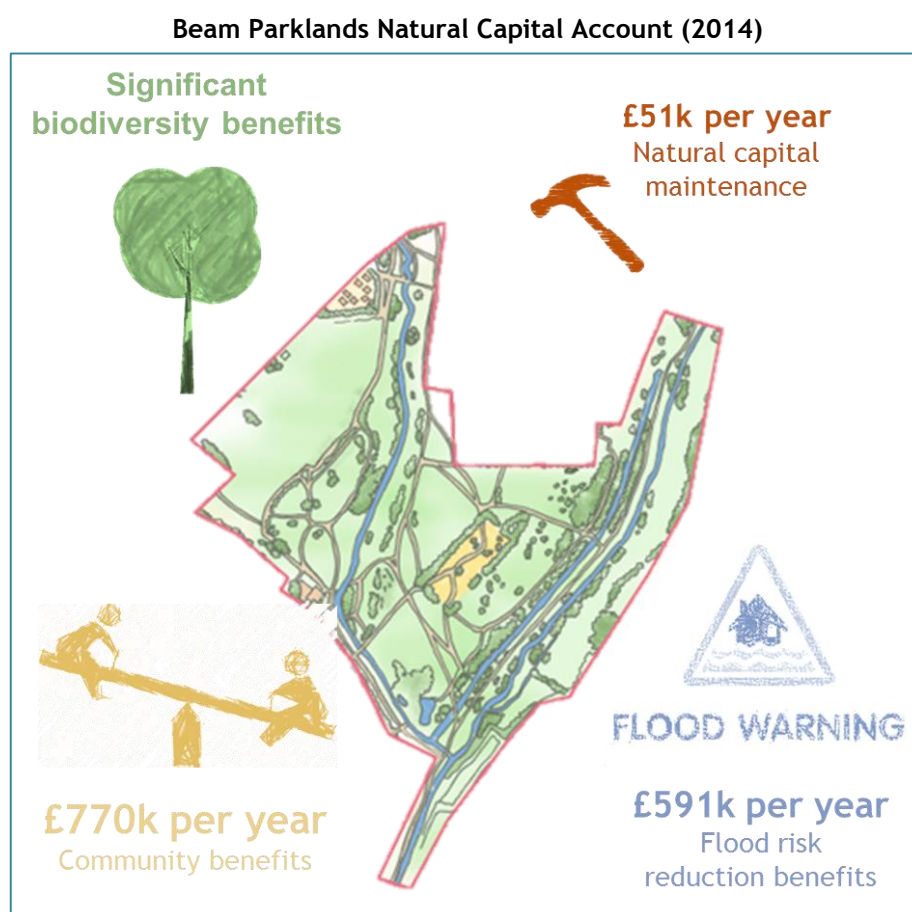 Beam Parklands Natural Capital Account (2014)
Significant
biodiversity benefits
£51k per year
Natural capital
maintenance
FLOOD WARNING
£770k per year
Community benefits
£591k per year
Flood risk
reduction benefits